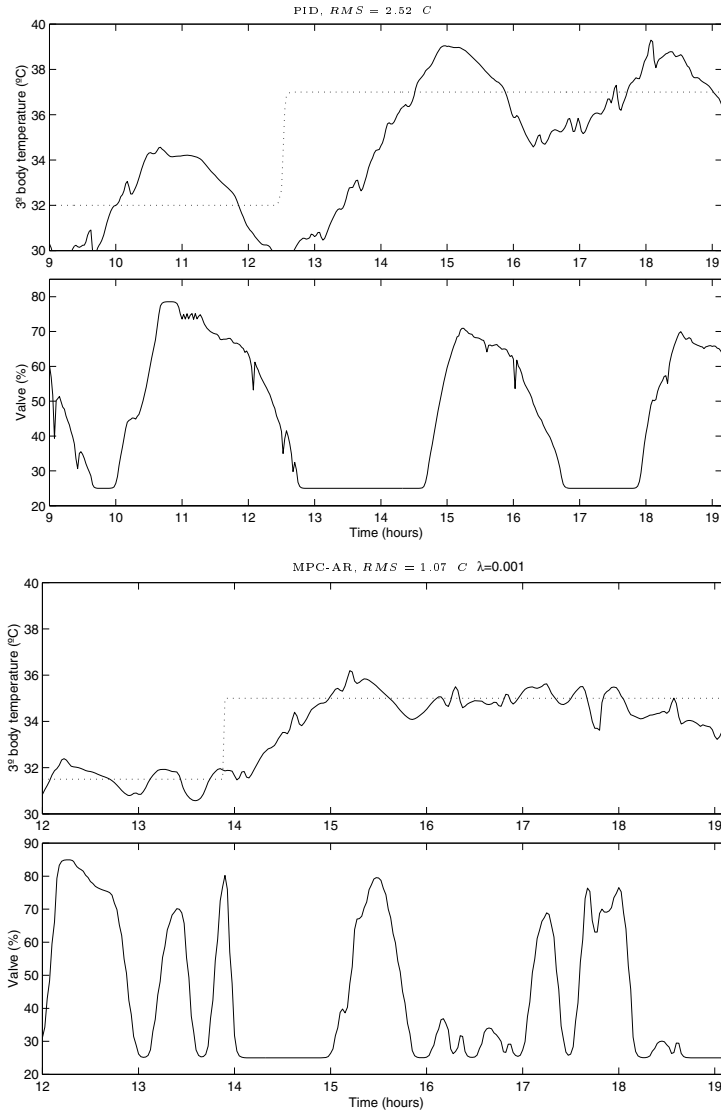 PID, RMS = 2.52 C
40
38
36
34
32
30
3º body temperature (ºC)
9 10 11 12 13 14 15 16 17 18 19
80
70
60
50
40
30
20
Valve (%)
9 10 11 12 13 14 15 16 17 18 19
Time (hours)
MPC-AR, RMS = 1.07 C λ=0.001
40
38
36
34
32
30
3º body temperature (ºC)
12 13 14 15 16 17 18 19
90
80
70
60
50
40
30
20
Valve (%)
12 13 14 15 16 17 18 19
Time (hours)